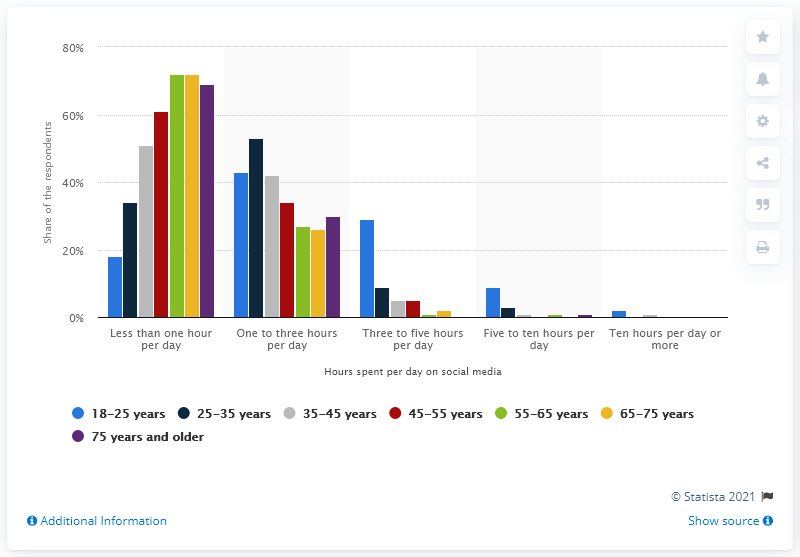 80%
60%
40%
20%
0%
Share of the respondents
Less than one hour
per day
One to three hours
per day
Three to five hours
per day
Five to ten hours per
day
Ten hours per day or
more
Hours spent per day on social media
18-25 years
25-35 years
35-45 years
45-55 years
55-65 years
65-75 years
75 years and older
© Statista 2021
Additional Information
Show source